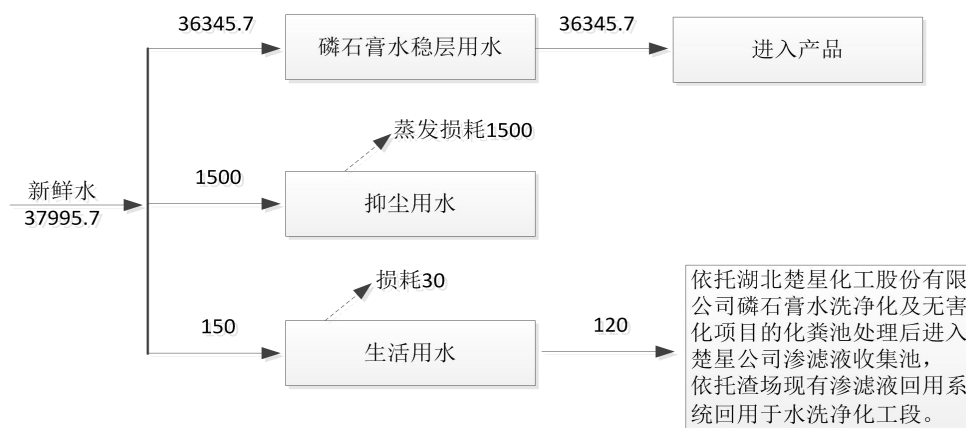 36345.7
磷石膏水稳层用水
36345.7
进入产品
蒸发损耗1500
新鲜水
37995.7
1500
抑尘用水
损耗30
150
生活用水
120
依托湖北楚星化工股份有限
公司磷石膏水洗净化及无害
化项目的化粪池处理后进入
楚星公司渗滤液收集池，
依托渣场现有渗滤液回用系
统回用于水洗净化工段。